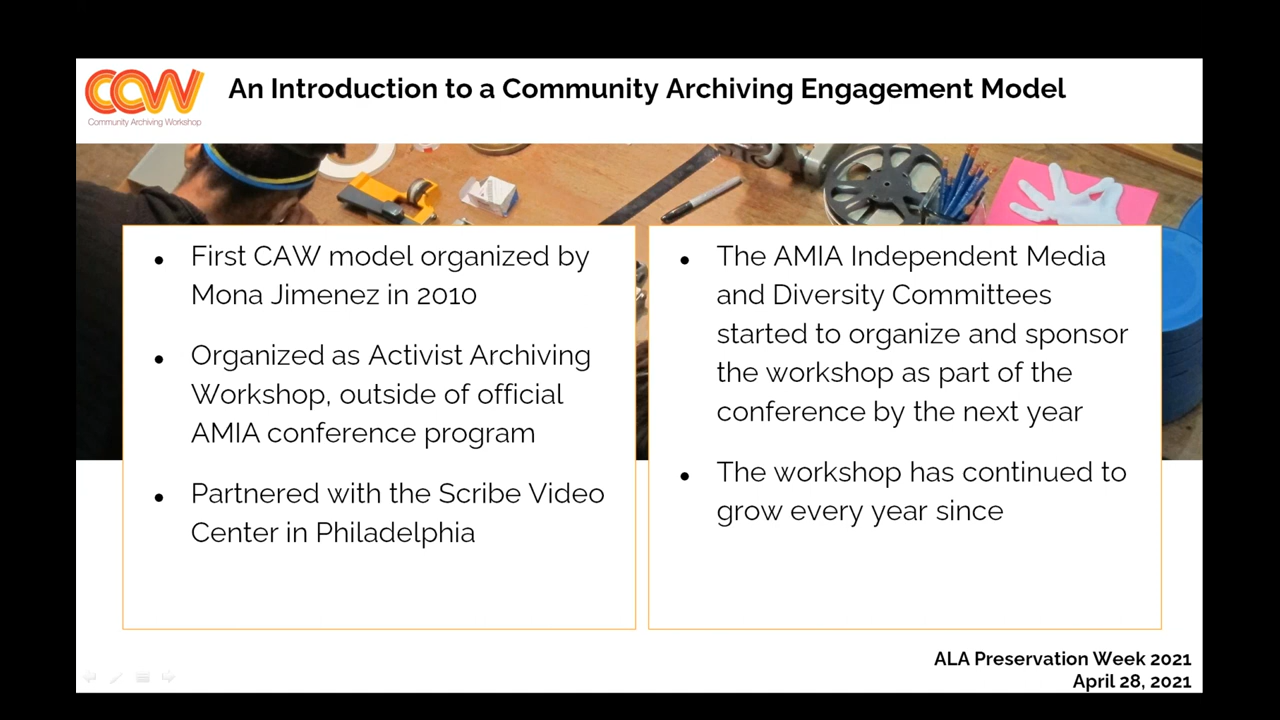 CAW
Community Archiving Workshop
An Introduction to a Community Archiving Engagement Model
● First CAW model organized by
Mona Jimenez in 2010
● Organized as Activist Archiving
Workshop, outside of official
AMIA conference program
● Partnered with the Scribe Video
Center in Philadelphia
● The AMIA Independent Media
and Diversity Committees
started to organize and sponsor
the workshop as part of the
conference by the next year
● The workshop has continued to
grow every year since
ALA Preservation Week 2021
April 28, 2021